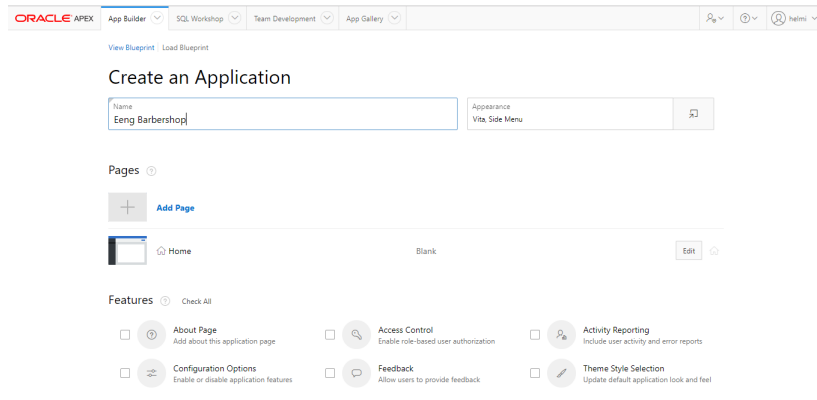 ORACLE APEX App Builder SQL Workshop Team Development App Gallery helmi
View Blueprint Load Blueprint
Create an Application
Name
Eeng Barbershop
Appearance
Vita, Side Menu
Pages
Add Page
Home Blank Edit
Features Check All
About Page
Add about this application page
Access Control
Enable role-based user authorization
Activity Reporting
Include user activity and error reports
Configuration Options
Enable or disable application features
Feedback
Allow users to provide feedback
Theme Style Selection
Update default application look and feel